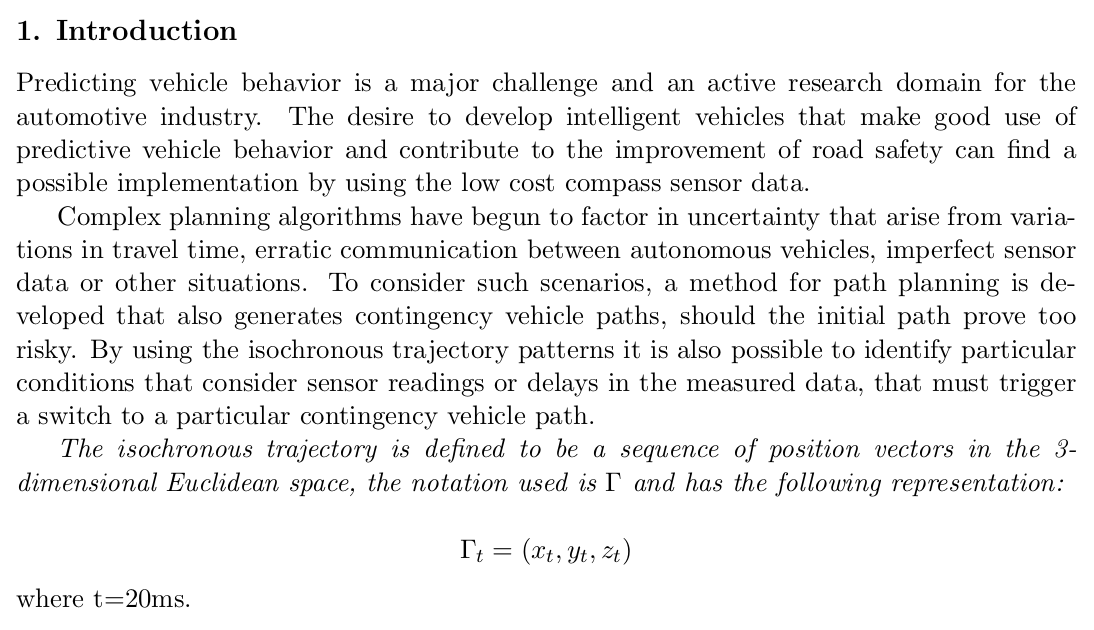 1. Introduction
Predicting vehicle behavior is a major challenge and an active research domain for the
automotive industry. The desire to develop intelligent vehicles that make good use of
predictive vehicle behavior and contribute to the improvement of road safety can find a
possible implementation by using the low cost compass sensor data.
Complex planning algorithms have begun to factor in uncertainty that arise from varia-
tions in travel time, erratic communication between autonomous vehicles, imperfect sensor
data or other situations. To consider such scenarios, a method for path planning is de-
veloped that also generates contingency vehicle paths, should the initial path prove too
risky. By using the isochronous trajectory patterns it is also possible to identify particular
conditions that consider sensor readings or delays in the measured data, that must trigger
a switch to a particular contingency vehicle path.
The isochronous trajectory is defined to be a sequence of position vectors in the 3-
dimensional Euclidean space, the notation used is Γ and has the following representation:
Γ_t = (x_t, y_t, z_t)
where t=20ms.